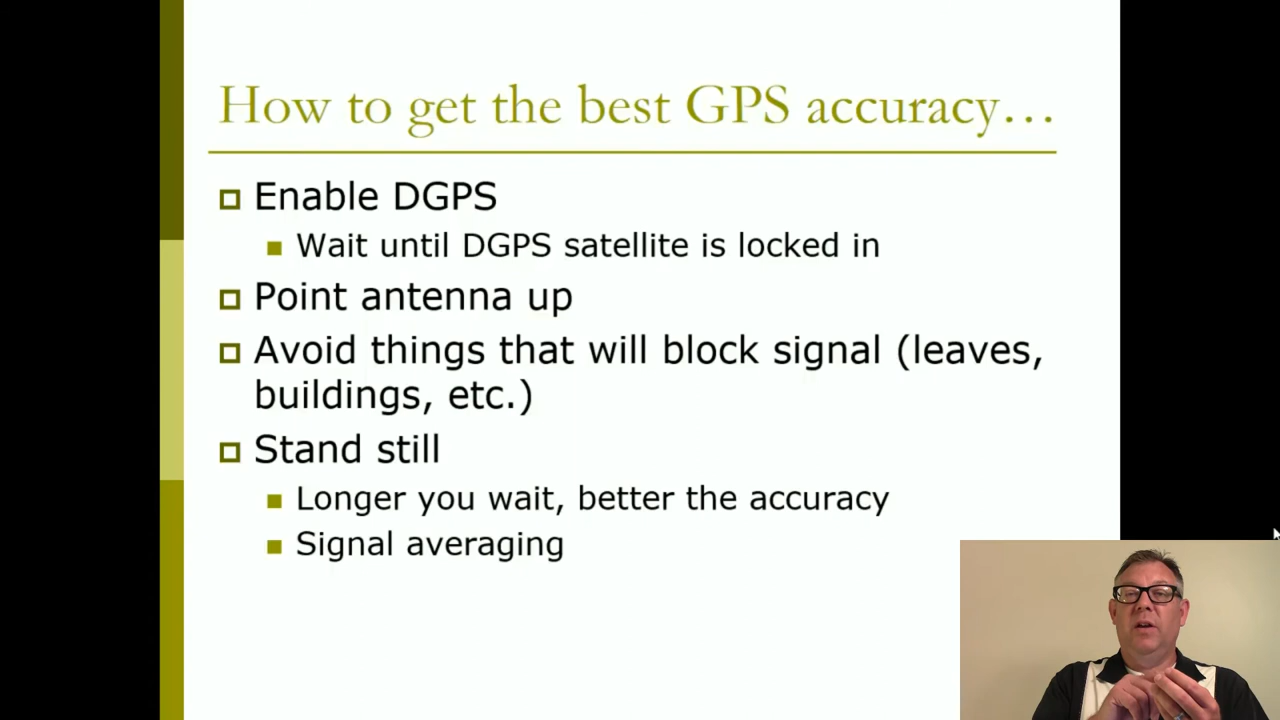 How to get the best GPS accuracy…
Enable DGPS
Wait until DGPS satellite is locked in
Point antenna up
Avoid things that will block signal (leaves,
buildings, etc.)
Stand still
Longer you wait, better the accuracy
Signal averaging